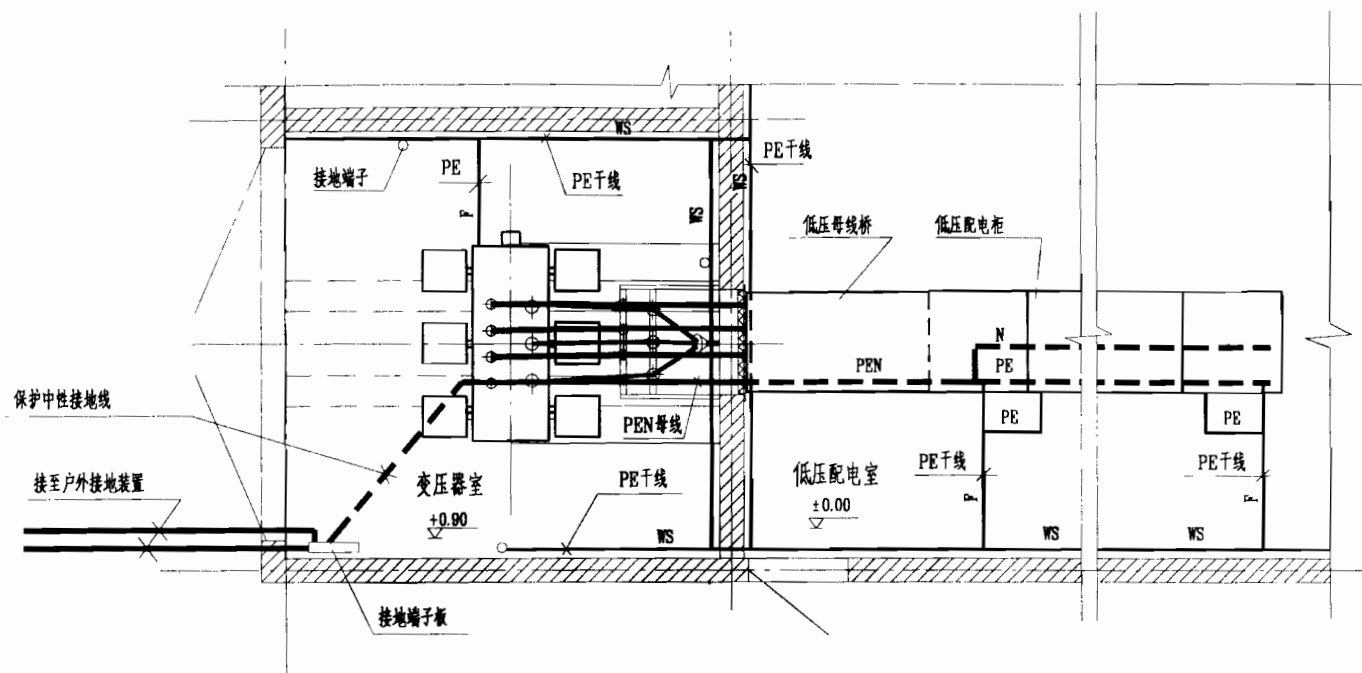 WS
PE干线
接地端子
PE
PE干线
WS
F
WS
低压母线桥
低压配电柜
N
PEN
PE
保护中性接地线
PEN母线
PE
PE
接至户外接地装置
变压器室
+0.90
PE干线
低压配电室
±0.00
PE干线
PE干线
F
F
WS
WS
WS
接地端子板